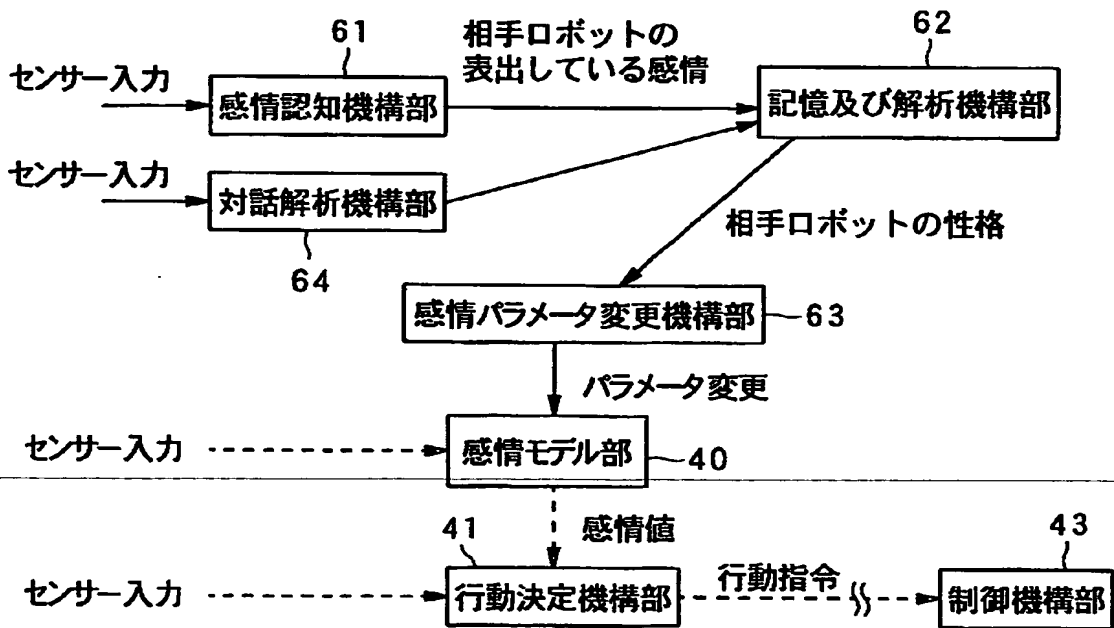 61
相手ロボットの
表出している感情
62
センサー入力
感情認知機構部
記憶及び解析機構部
センサー入力
対話解析機構部
64
相手ロボットの性格
感情パラメータ変更機構部
63
パラメータ変更
センサー入力
感情モデル部
40
感情値
41
43
センサー入力
行動決定機構部
行動指令
制御機構部